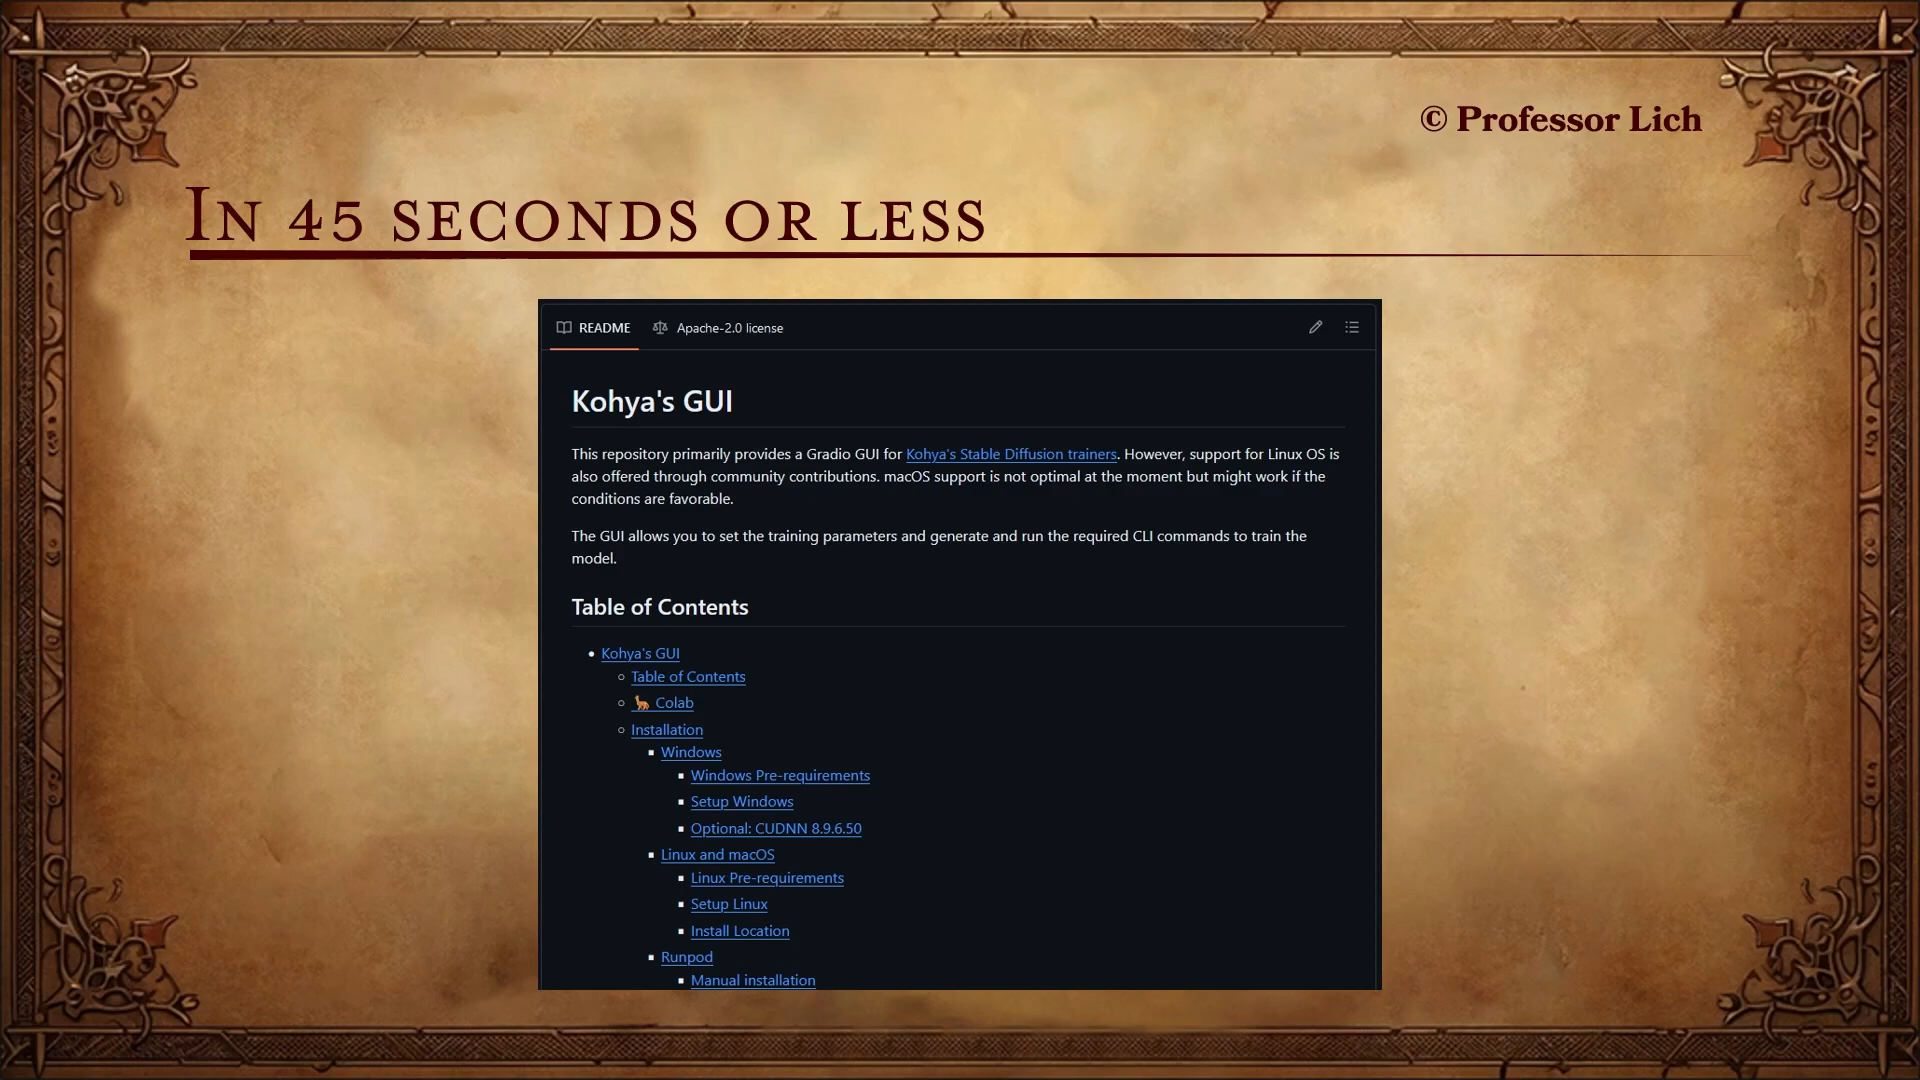 © Professor Lich
In 45 seconds or less
README Apache-2.0 license
Kohya's GUI
This repository primarily provides a Gradio GUI for Kohya's Stable Diffusion trainers. However, support for Linux OS is
also offered through community contributions. macOS support is not optimal at the moment but might work if the
conditions are favorable.
The GUI allows you to set the training parameters and generate and run the required CLI commands to train the
model.
Table of Contents
Kohya's GUI
Table of Contents
🦒 Colab
Installation
Windows
Windows Pre-requirements
Setup Windows
Optional: CUDNN 8.9.6.50
Linux and macOS
Linux Pre-requirements
Setup Linux
Install Location
Runpod
Manual installation